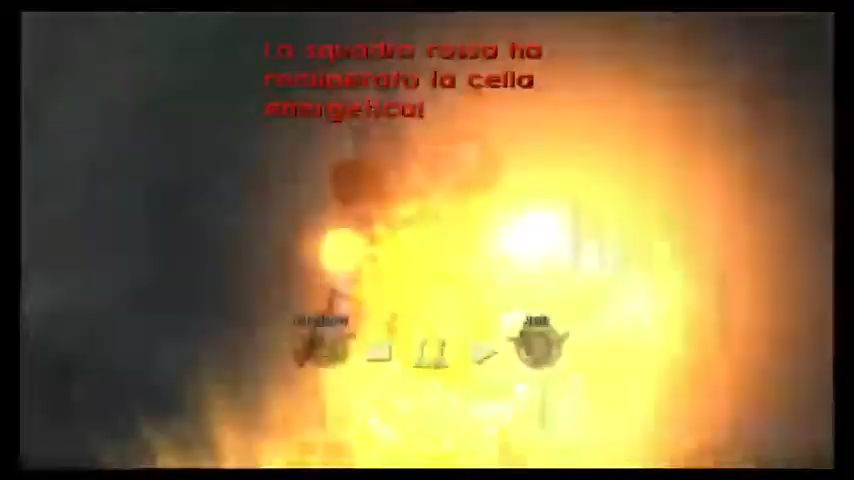 La squadra rossa ha
recuperato la cella
energetica!